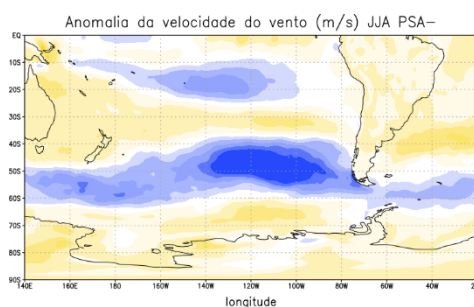 Anomalia da velocidade do vento (m/s) JJA PSA-
EQ
10S
20S
30S
40S
50S
60S
70S
80S
90S
140E 160E 180 160W 140W 120W 100W 80W 60W 40W
longitude